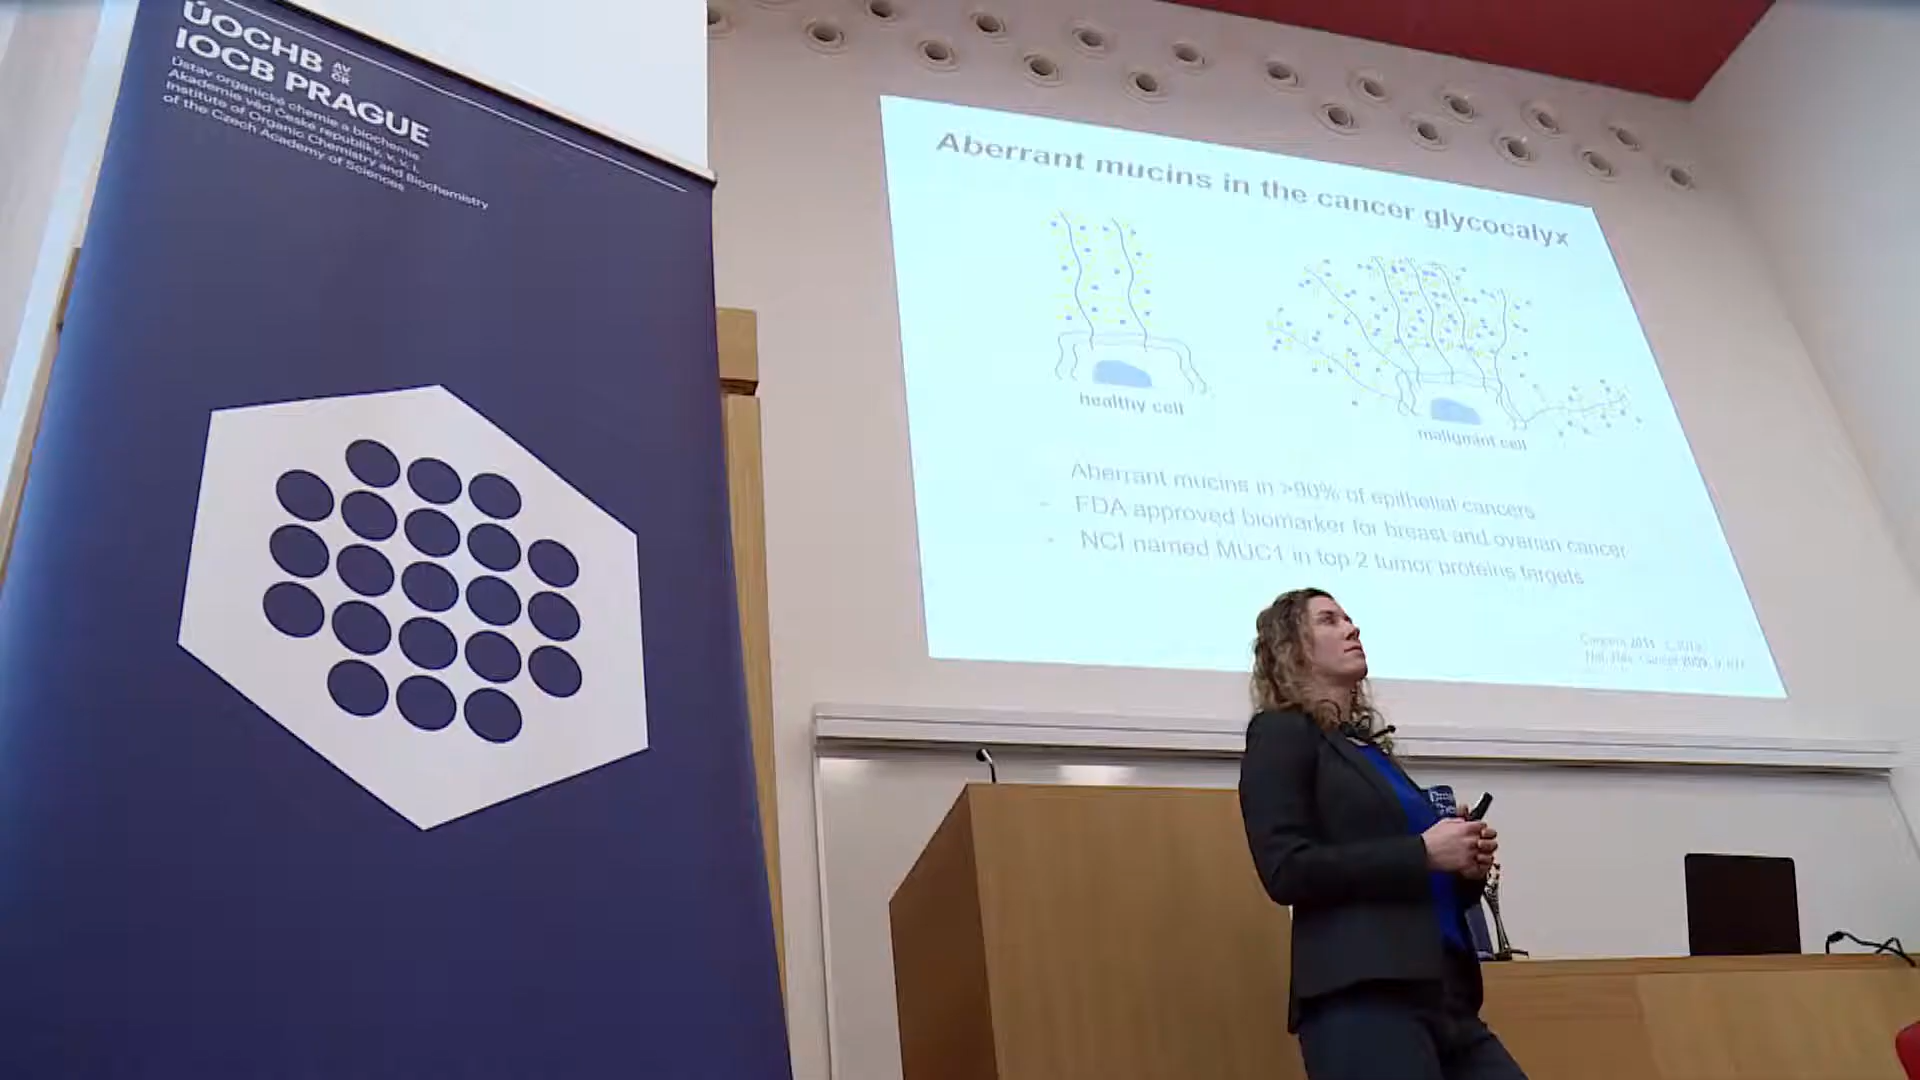 ÚOCHB AV ČR
IOCB PRAGUE
Ústav organické chemie a biochemie
Akademie věd České republiky, v. v. i.
Institute of Organic Chemistry and Biochemistry
of the Czech Academy of Sciences
Aberrant mucins in the cancer glycocalyx
healthy cell
malignant cell
Aberrant mucins in >90% of epithelial cancers
- FDA approved biomarker for breast and ovarian cancer
- NCI named MUC1 in top 2 tumor proteins targets
Cancer 2009